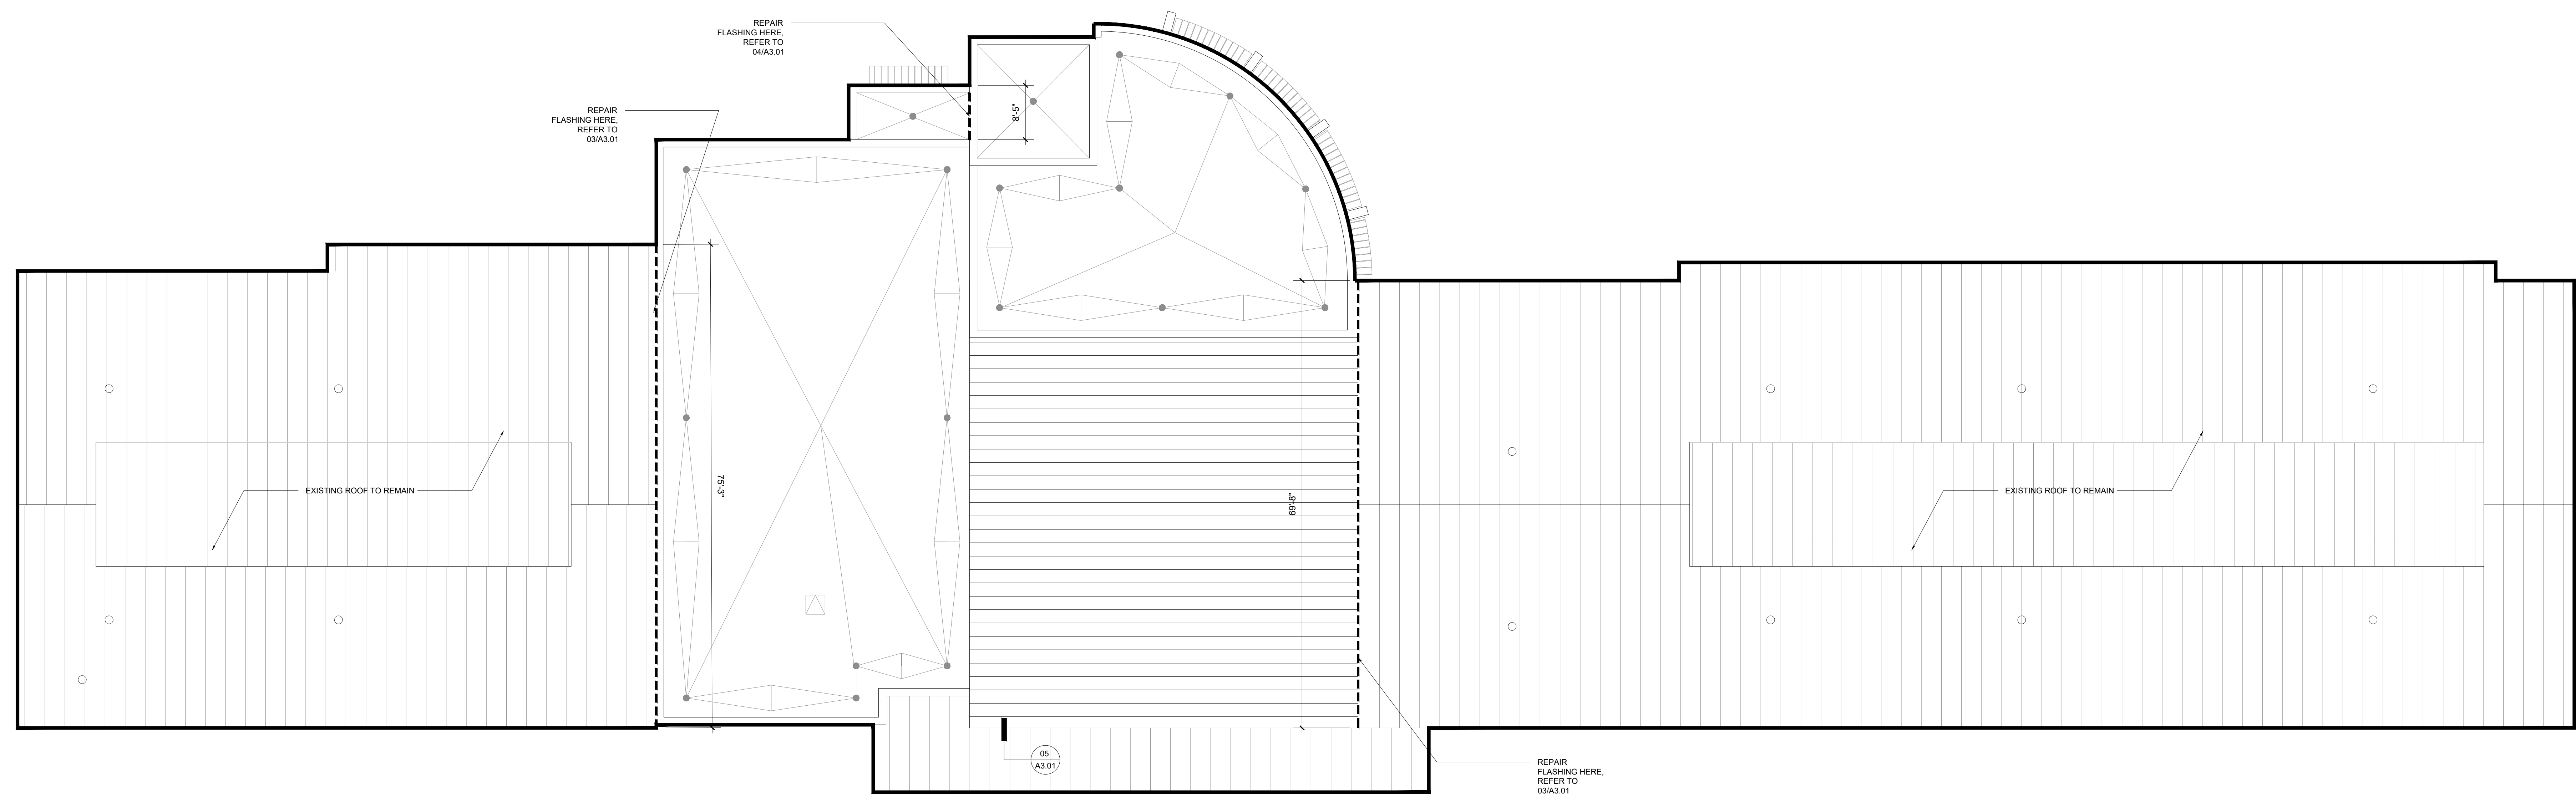 REPAIR
FLASHING HERE,
REFER TO
04/A3.01
REPAIR
FLASHING HERE,
REFER TO
03/A3.01
8'-5"
75'-3"
69'-8"
EXISTING ROOF TO REMAIN
EXISTING ROOF TO REMAIN
05
A3.01
REPAIR
FLASHING HERE,
REFER TO
03/A3.01